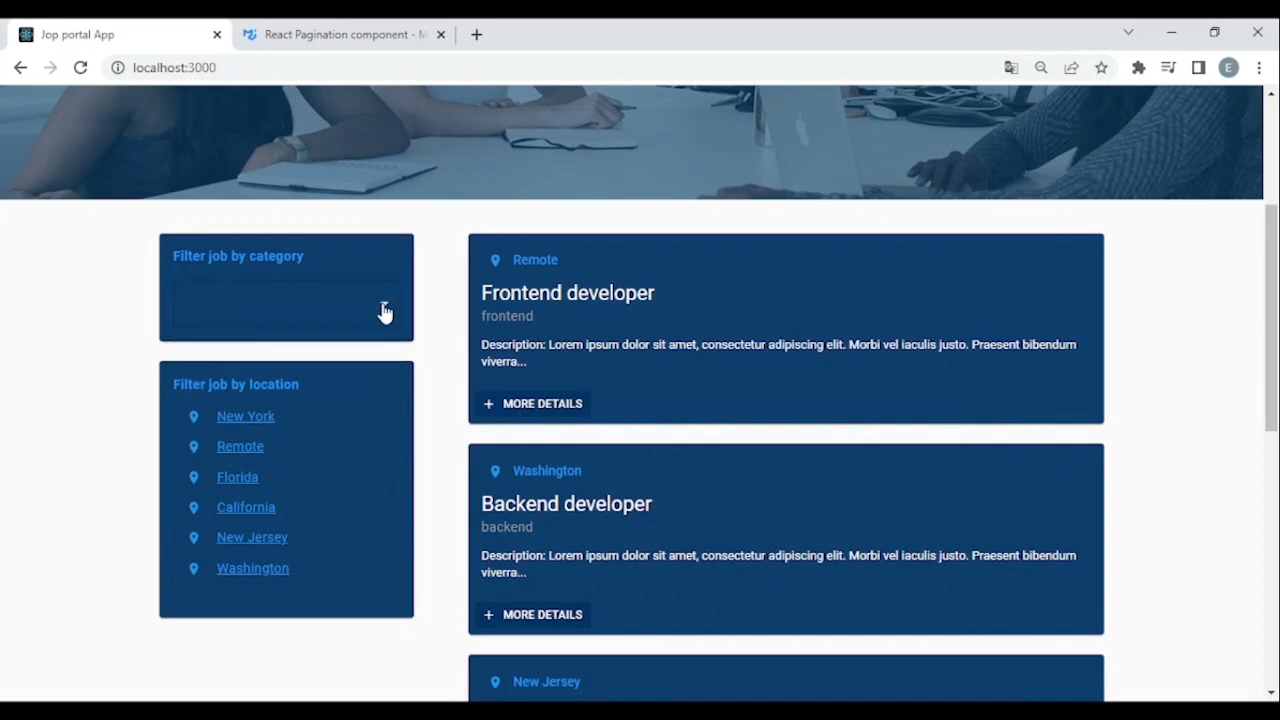 Jop portal App
React Pagination component - M
localhost:3000
E
Filter job by category
Filter job by location
New York
Remote
Florida
California
New Jersey
Washington
Remote
Frontend developer
frontend
Description: Lorem ipsum dolor sit amet, consectetur adipiscing elit. Morbi vel iaculis justo. Praesent bibendum
viverra...
+ MORE DETAILS
Washington
Backend developer
backend
Description: Lorem ipsum dolor sit amet, consectetur adipiscing elit. Morbi vel iaculis justo. Praesent bibendum
viverra...
+ MORE DETAILS
New Jersey